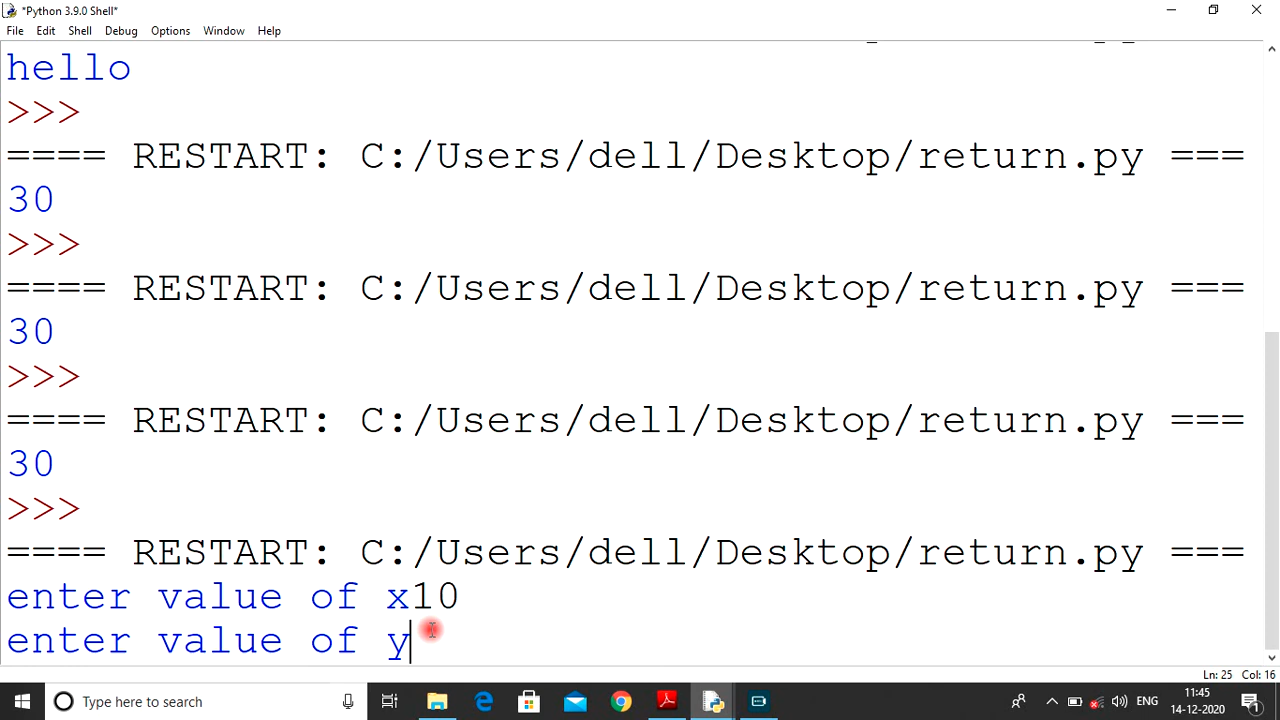 *Python 3.9.0 Shell*
File Edit Shell Debug Options Window Help
hello
>>>
==== RESTART: C:/Users/dell/Desktop/return.py ===
30
>>>
==== RESTART: C:/Users/dell/Desktop/return.py ===
30
>>>
==== RESTART: C:/Users/dell/Desktop/return.py ===
30
>>>
==== RESTART: C:/Users/dell/Desktop/return.py ===
enter value of x10
enter value of y
Ln: 25 Col: 16
Type here to search
ENG
11:45
14-12-2020
1